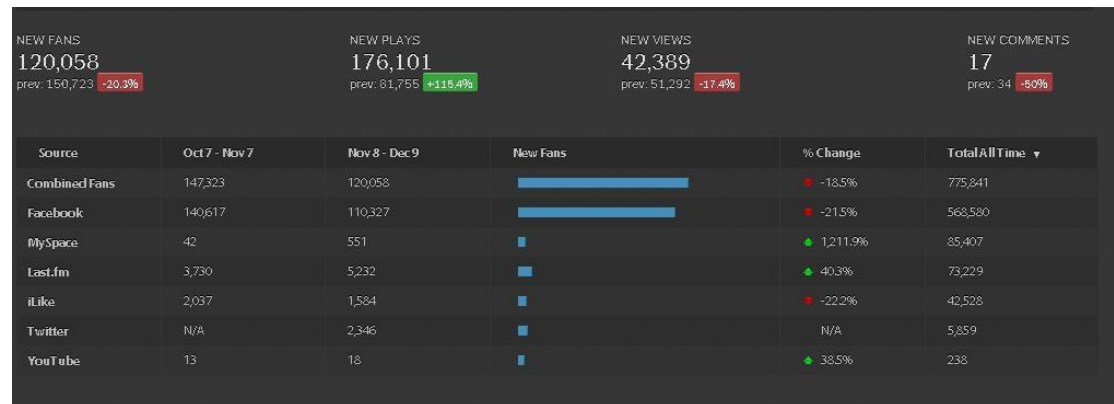 NEW FANS NEW PLAYS NEW VIEWS NEW COMMENTS
120,058 176,101 42,389 17
prev: 150,723 -20.3% prev: 81,755 +115.4% prev: 51,292 -17.4% prev: 34 -50%
Source Oct 7 - Nov 7 Nov 8 - Dec 9 New Fans % Change Total All Time
Combined Fans 147,323 120,058 -18.5% 775,841
Facebook 140,617 110,327 -21.5% 568,580
MySpace 42 551 1,211.9% 85,407
Last.fm 3,730 5,232 40.3% 73,229
iLike 2,037 1,584 -22.2% 42,528
Twitter N/A 2,346 N/A 5,859
YouTube 13 18 38.5% 238